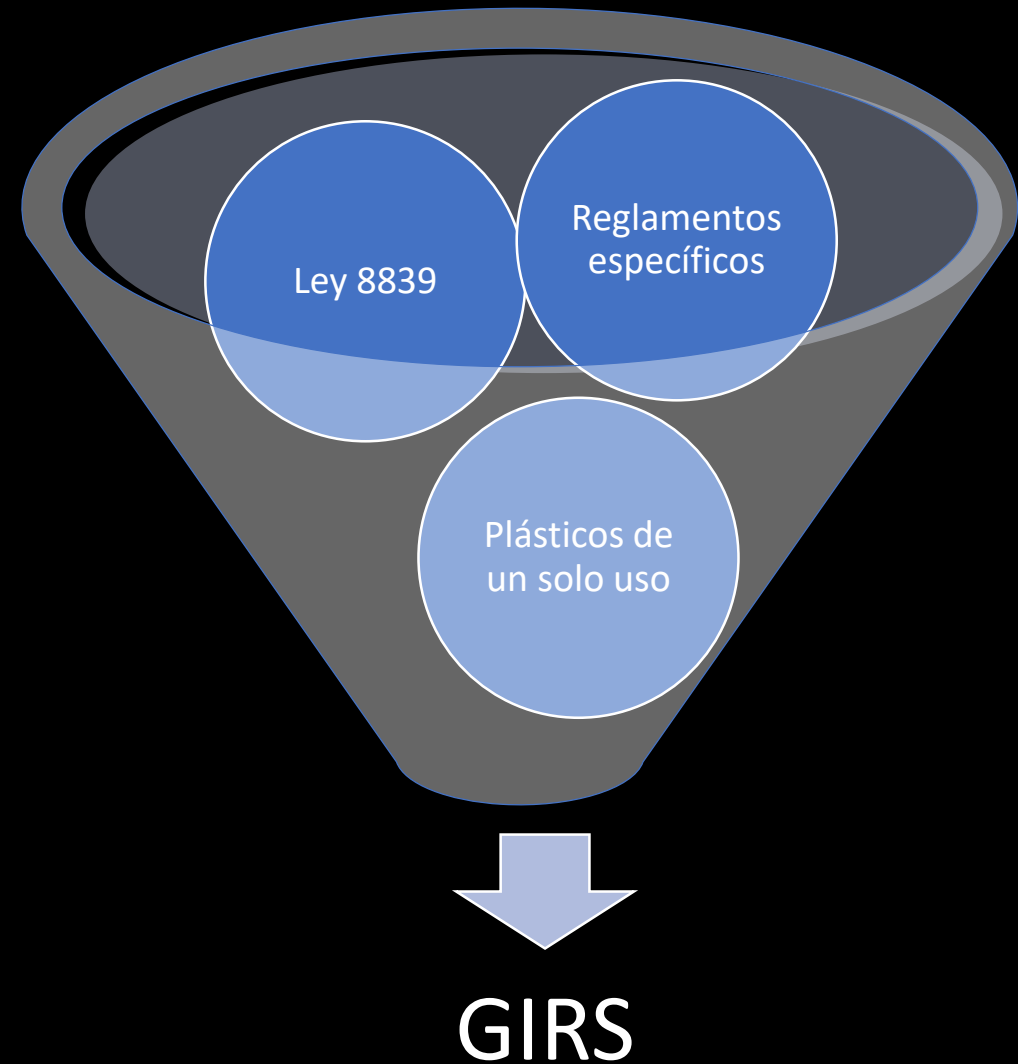 Ley 8839
Reglamentos
específicos
Plásticos de
un solo uso
GIRS